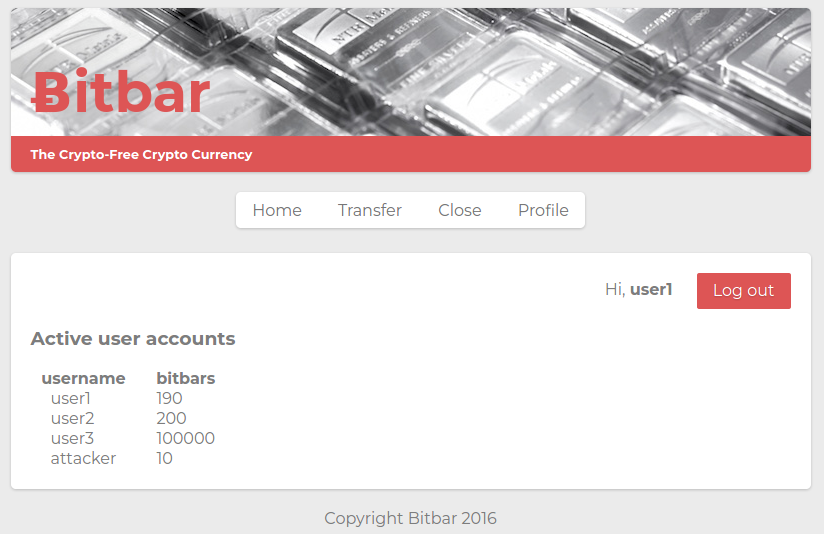 Ƀitbar
The Crypto-Free Crypto Currency
Home Transfer Close Profile
Hi, user1 Log out
Active user accounts
username bitbars
user1 190
user2 200
user3 100000
attacker 10
Copyright Bitbar 2016